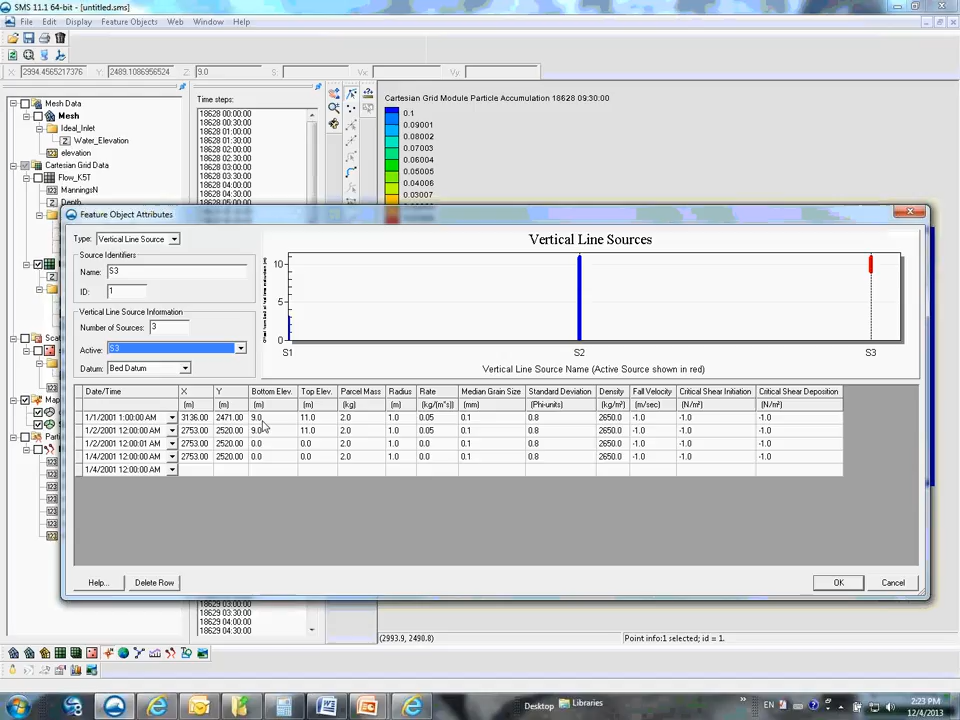 SMS 11.1 64-bit - [untitled.sms]
File Edit Display Feature Objects Web Window Help
X: 2994.4565217376 Y: 2489.1086956524 Z: 9.0 S: Vx: Vy:
Mesh Data
Mesh
Ideal_Inlet
Water_Elevation
elevation
Cartesian Grid Data
Flow_K5T
ManningsN
Depth
Time steps:
18628 00:00:00
18628 00:30:00
18628 01:00:00
18628 01:30:00
18628 02:00:00
18628 02:30:00
18628 03:00:00
18628 03:30:00
18628 04:00:00
18628 04:30:00
18628 05:00:00
Cartesian Grid Module Particle Accumulation 18628 09:30:00
0.1
0.09001
0.08002
0.07003
0.06004
0.05005
0.04006
0.03007
Feature Object Attributes
Type: Vertical Line Source
Source Identifiers
Name: S3
ID: 1
Vertical Line Source Information
Number of Sources: 3
Active: S3
Datum: Bed Datum
Vertical Line Sources
10
5
0
S1 S2 S3
Vertical Line Source Name (Active Source shown in red)
Date/Time X Y Bottom Elev. Top Elev. Parcel Mass Radius Rate Median Grain Size Standard Deviation Density Fall Velocity Critical Shear Initiation Critical Shear Deposition
(m) (m) (m) (m) (kg) (m) (kg/[m*s]) (mm) (Phi-units) (kg/m³) (m/sec) (N/m²) (N/m²)
1/1/2001 1:00:00 AM 3136.00 2471.00 9.0 11.0 2.0 1.0 0.05 0.1 0.8 2650.0 -1.0 -1.0 -1.0
1/2/2001 12:00:00 AM 2753.00 2520.00 9.0 11.0 2.0 1.0 0.05 0.1 0.8 2650.0 -1.0 -1.0 -1.0
1/2/2001 12:00:01 AM 2753.00 2520.00 0.0 0.0 2.0 1.0 0.0 0.1 0.8 2650.0 -1.0 -1.0 -1.0
1/4/2001 12:00:00 AM 2753.00 2520.00 0.0 0.0 2.0 1.0 0.0 0.1 0.8 2650.0 -1.0 -1.0 -1.0
1/4/2001 12:00:00 AM
Help... Delete Row OK Cancel
Scat
Map
Parti
18629 03:00:00
18629 03:30:00
18629 04:00:00
18629 04:30:00
(2993.9, 2490.8) Point info:1 selected; id = 1.
Desktop Libraries EN 2:23 PM
12/4/2013